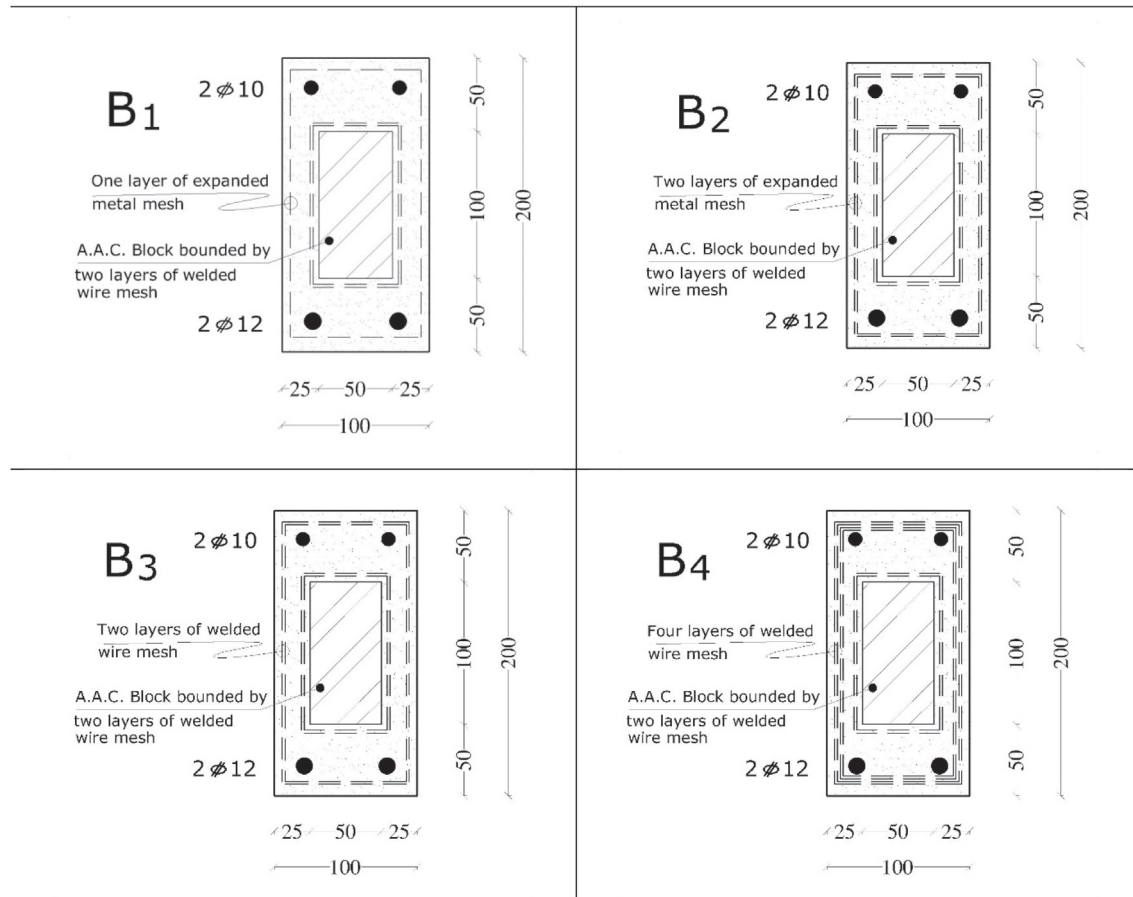 B1
2 ϕ 10
One layer of expanded
metal mesh
A.A.C. Block bounded by
two layers of welded
wire mesh
2 ϕ 12
50
100
50
200
25 50 25
100
B2
2 ϕ 10
Two layers of expanded
metal mesh
A.A.C. Block bounded by
two layers of welded
wire mesh
2 ϕ 12
50
100
50
200
25 50 25
100
B3
2 ϕ 10
Two layers of welded
wire mesh
A.A.C. Block bounded by
two layers of welded
wire mesh
2 ϕ 12
50
100
50
200
25 50 25
100
B4
2 ϕ 10
Four layers of welded
wire mesh
A.A.C. Block bounded by
two layers of welded
wire mesh
2 ϕ 12
50
100
50
200
25 50 25
100